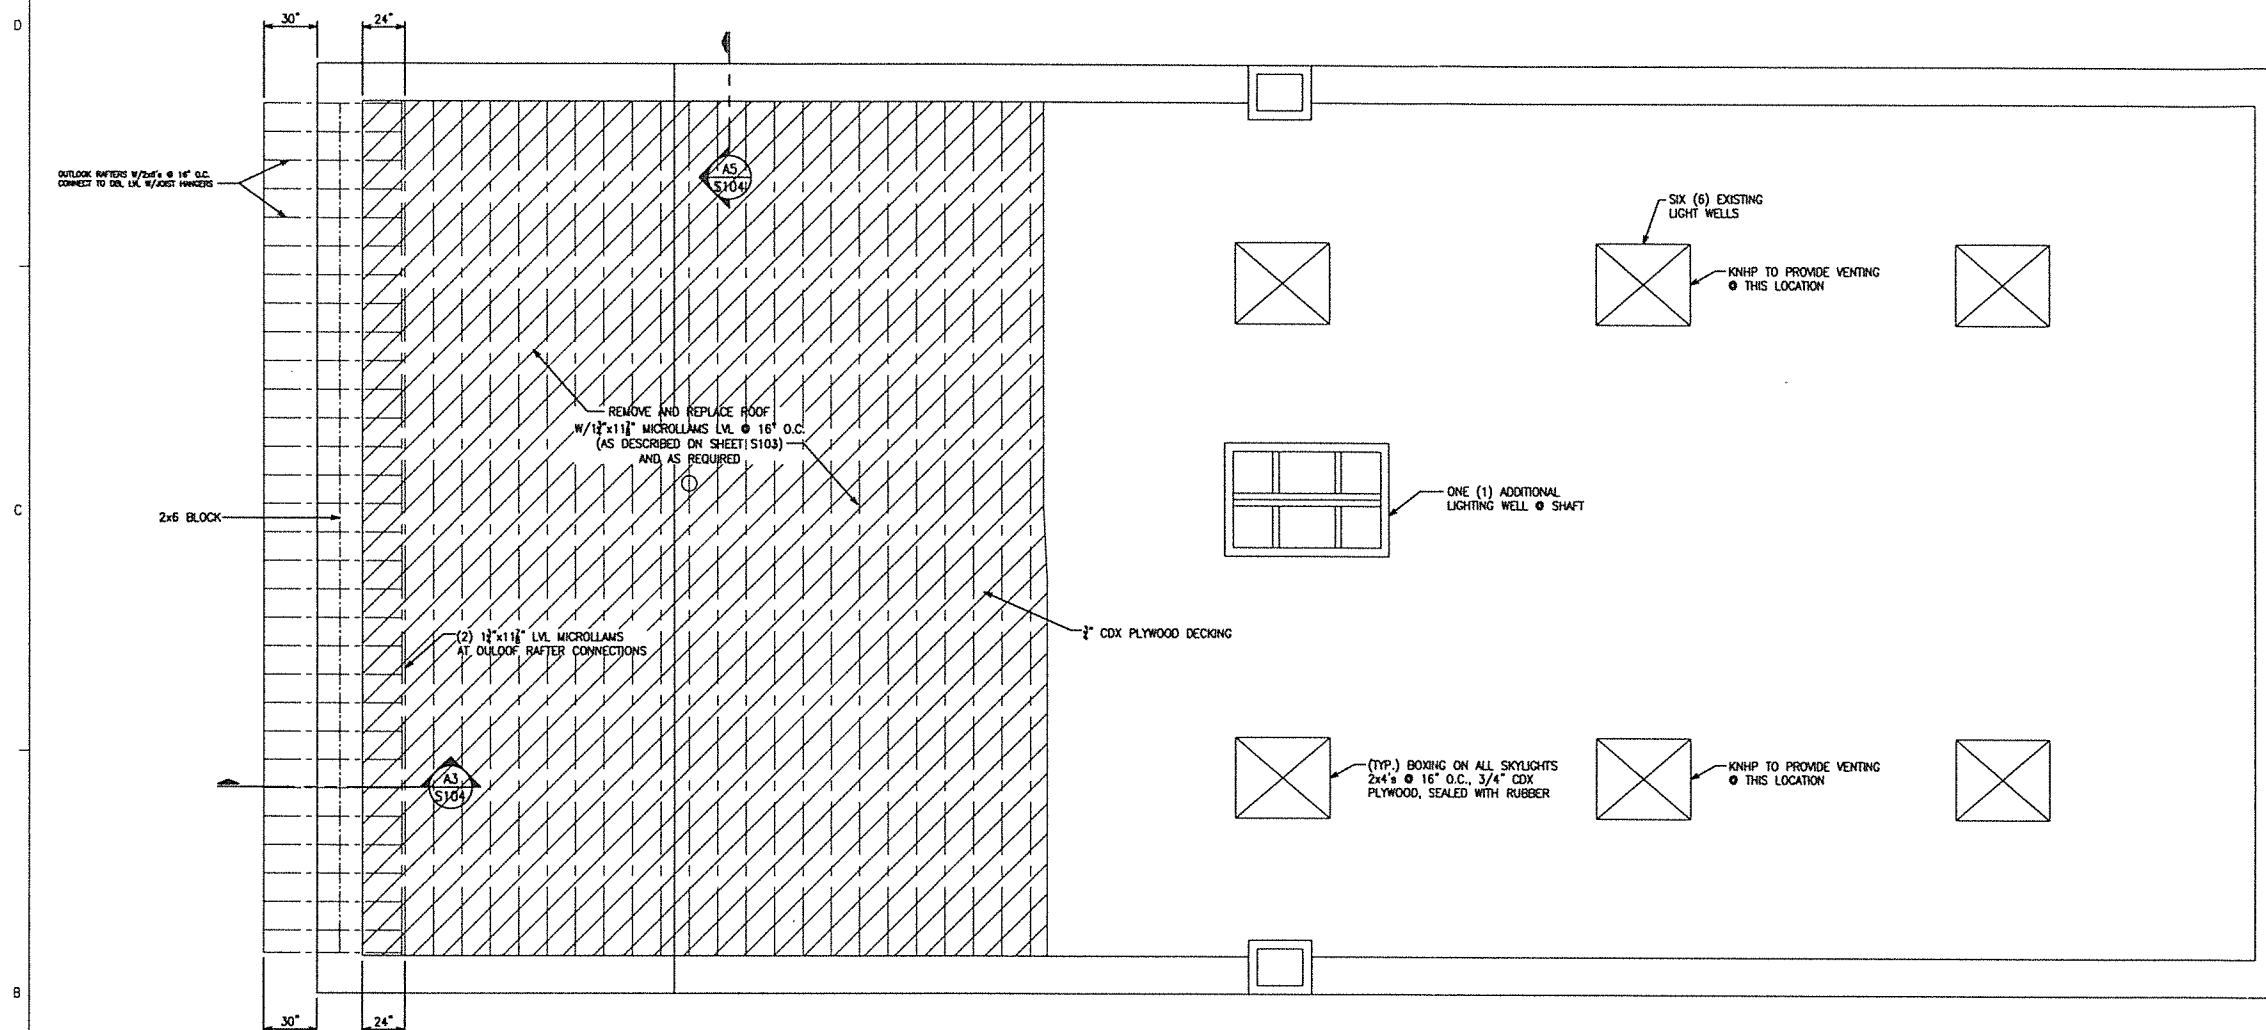 D
30"
24"
A5
S104
OUTLOOK RAFTERS W/2x6's @ 16" O.C.
CONNECT TO DBL LVL W/JOIST HANGERS
SIX (6) EXISTING
LIGHT WELLS
KNHP TO PROVIDE VENTING
@ THIS LOCATION
REMOVE AND REPLACE ROOF
W/1¾"x11⅞" MICROLLAMS LVL @ 16" O.C.
(AS DESCRIBED ON SHEET S103)
AND AS REQUIRED
C
2x6 BLOCK
ONE (1) ADDITIONAL
LIGHTING WELL @ SHAFT
(2) 1¾"x11⅞" LVL MICROLLAMS
AT OULOOF RAFTER CONNECTIONS
¾" CDX PLYWOOD DECKING
A3
S104
(TYP.) BOXING ON ALL SKYLIGHTS
2x4's @ 16" O.C., 3/4" CDX
PLYWOOD, SEALED WITH RUBBER
KNHP TO PROVIDE VENTING
@ THIS LOCATION
B
30"
24"